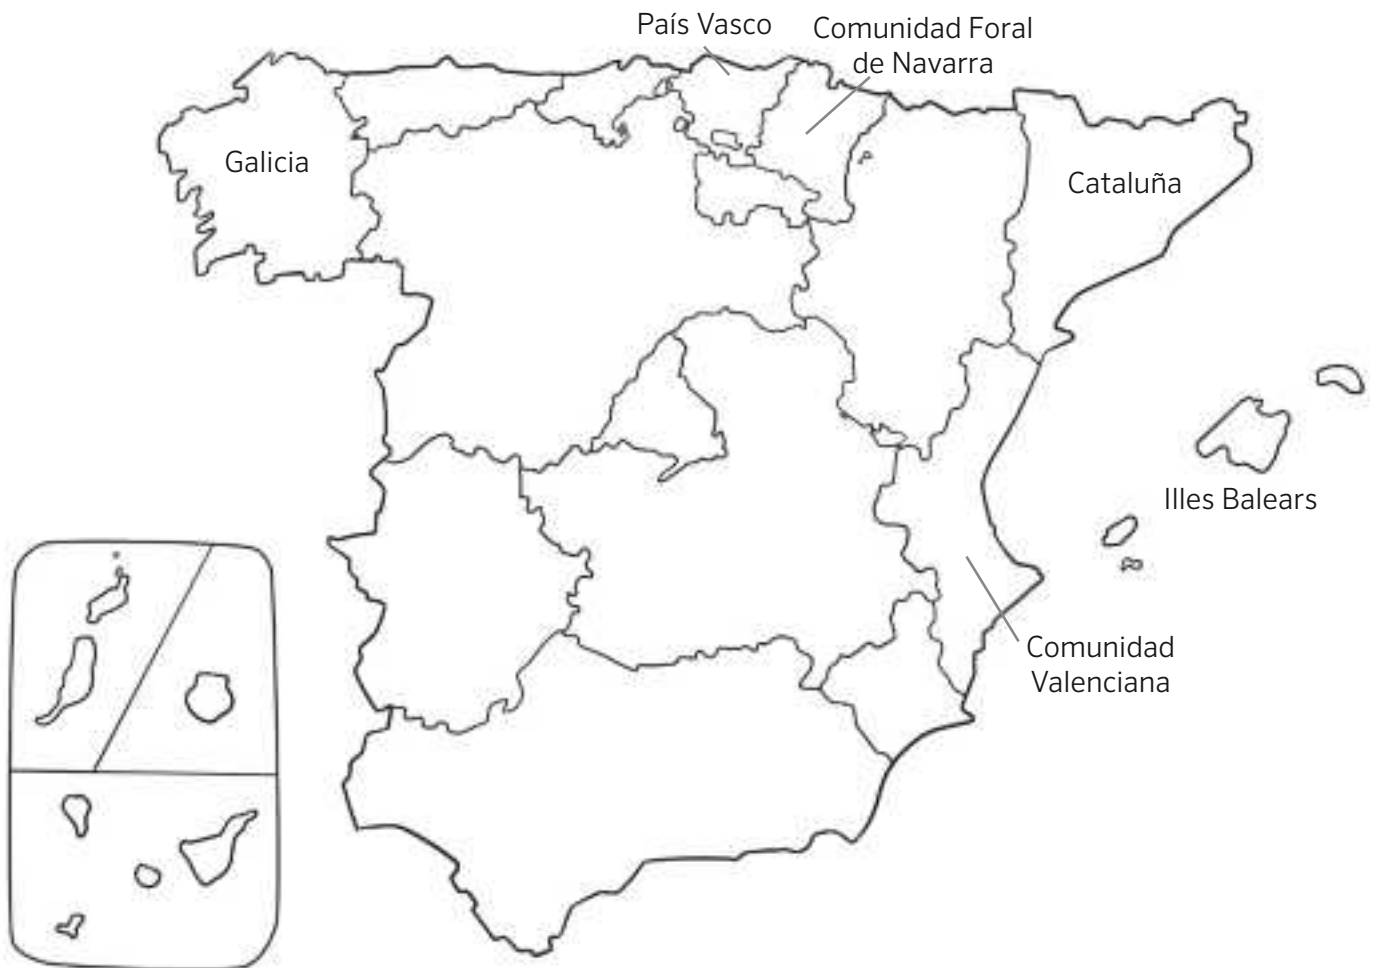 País Vasco
Comunidad Foral
de Navarra
Galicia
Cataluña
Illes Balears
Comunidad
Valenciana